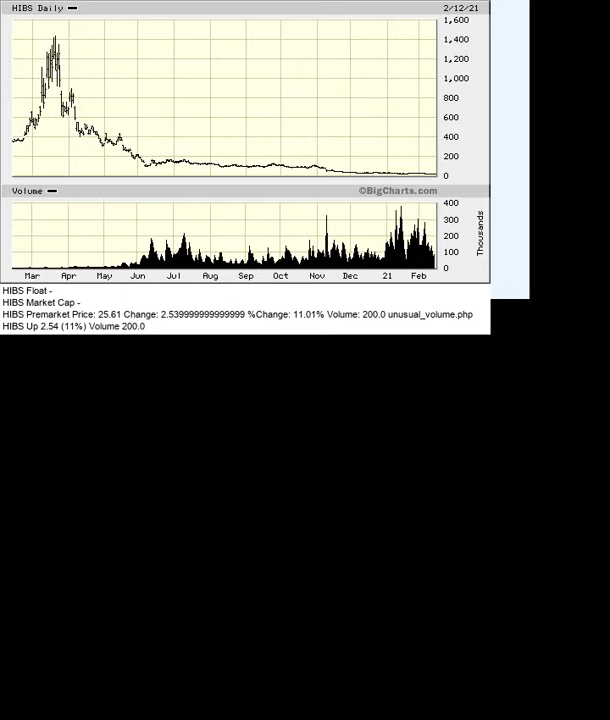 HIBS Daily 2/12/21
1,600
1,400
1,200
1,000
800
600
400
200
0
Volume ©BigCharts.com
400
300
200
100
0
Thousands
Mar Apr May Jun Jul Aug Sep Oct Nov Dec 21 Feb
HIBS Float -
HIBS Market Cap -
HIBS Premarket Price: 25.61 Change: 2.539999999999999 %Change: 11.01% Volume: 200.0 unusual_volume.php
HIBS Up 2.54 (11%) Volume 200.0